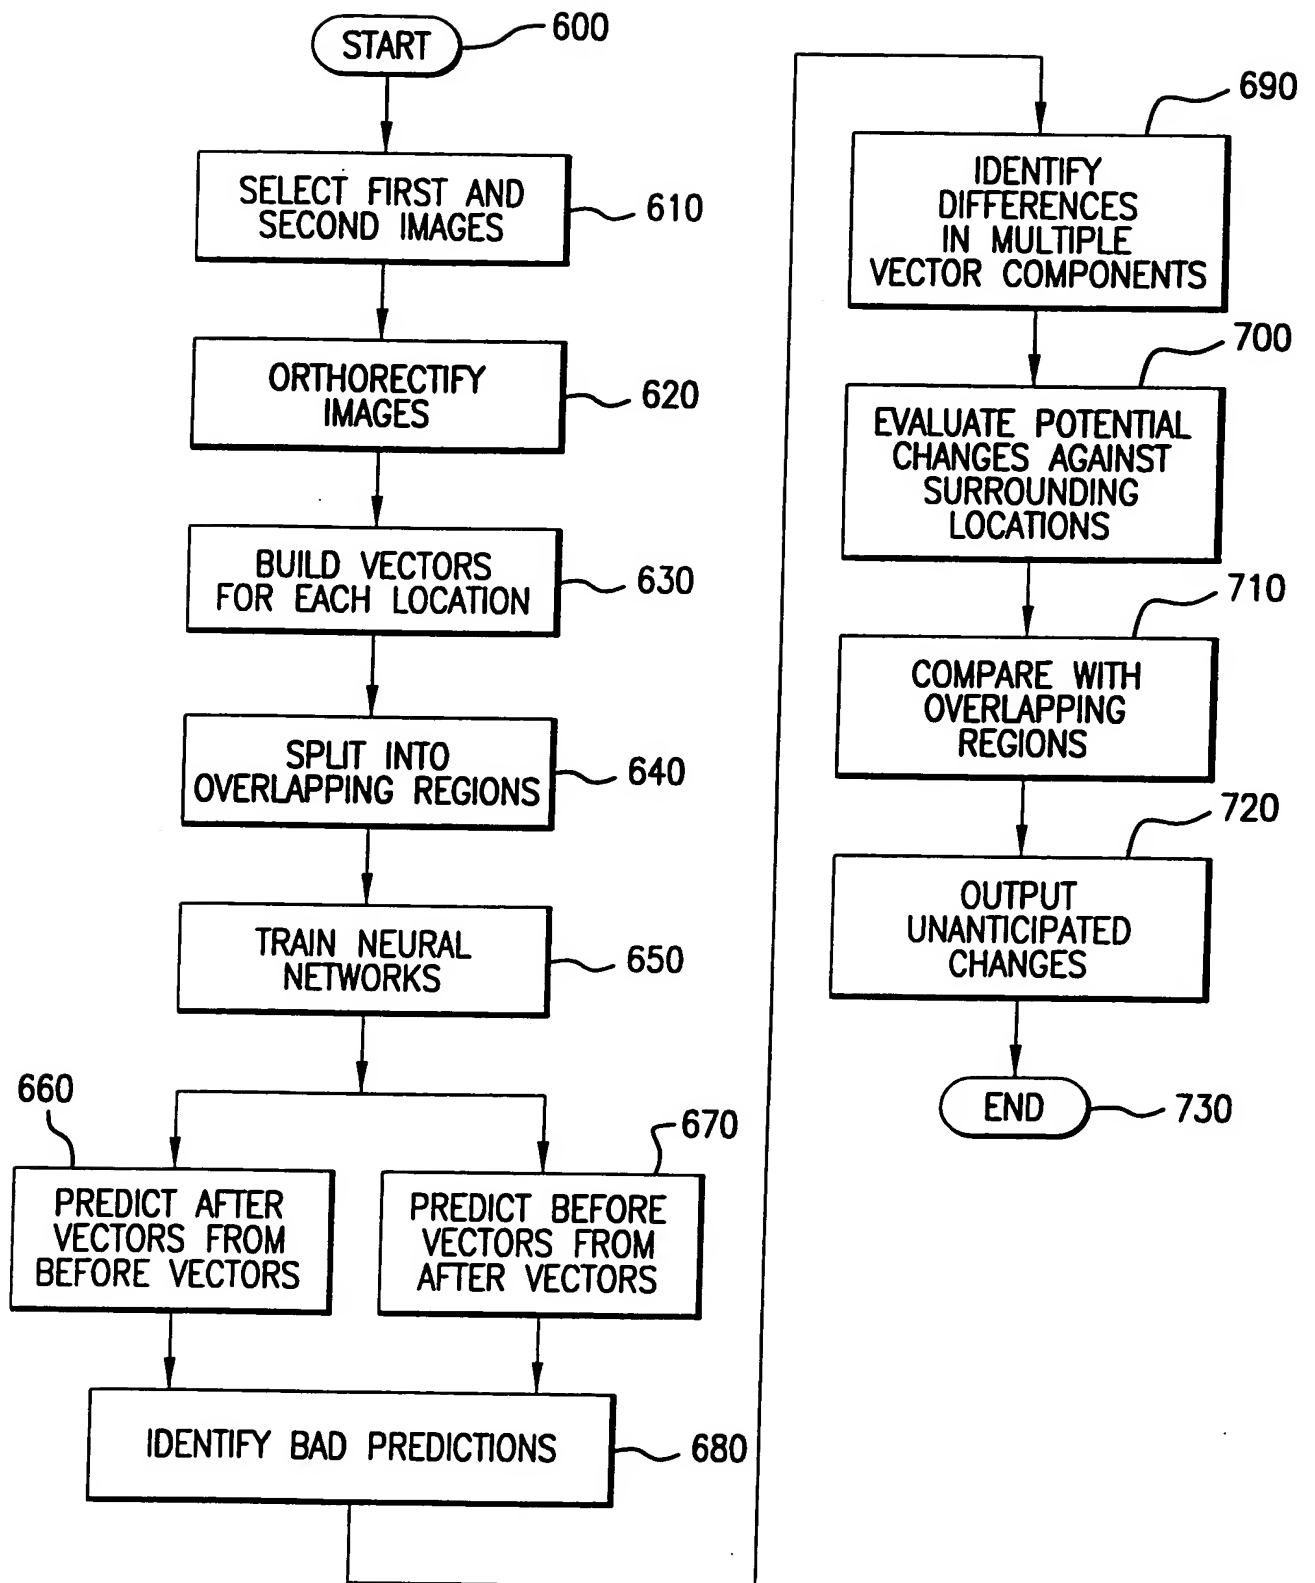 START
600
SELECT FIRST AND
SECOND IMAGES
610
ORTHORECTIFY
IMAGES
620
BUILD VECTORS
FOR EACH LOCATION
630
SPLIT INTO
OVERLAPPING REGIONS
640
TRAIN NEURAL
NETWORKS
650
660
PREDICT AFTER
VECTORS FROM
BEFORE VECTORS
670
PREDICT BEFORE
VECTORS FROM
AFTER VECTORS
IDENTIFY BAD PREDICTIONS
680
690
IDENTIFY
DIFFERENCES
IN MULTIPLE
VECTOR COMPONENTS
700
EVALUATE POTENTIAL
CHANGES AGAINST
SURROUNDING
LOCATIONS
710
COMPARE WITH
OVERLAPPING
REGIONS
720
OUTPUT
UNANTICIPATED
CHANGES
END
730